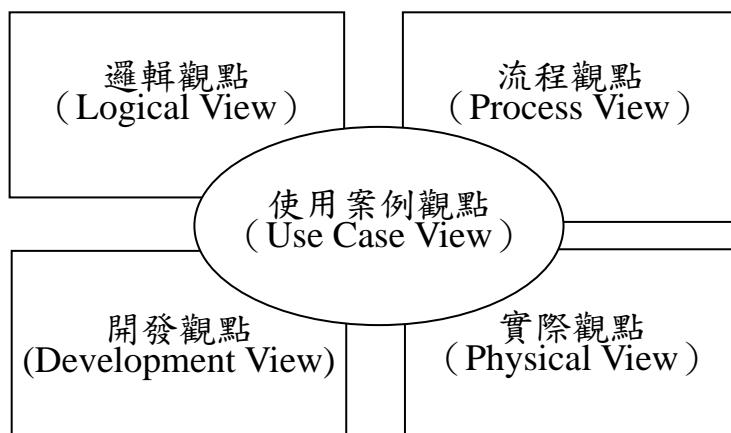 邏輯觀點
（Logical View）
流程觀點
（Process View）
使用案例觀點
（Use Case View）
開發觀點
(Development View)
實際觀點
（Physical View）